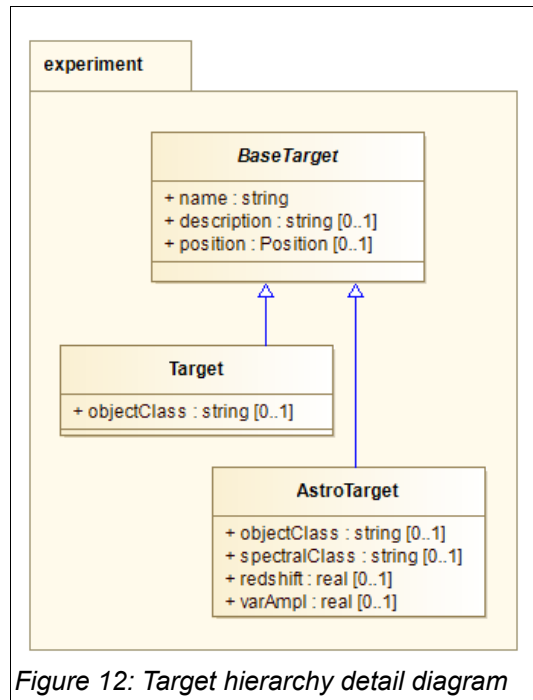 experiment
BaseTarget
+ name : string
+ description : string [0..1]
+ position : Position [0..1]
Target
+ objectClass : string [0..1]
AstroTarget
+ objectClass : string [0..1]
+ spectralClass : string [0..1]
+ redshift : real [0..1]
+ varAmpl : real [0..1]
Figure 12: Target hierarchy detail diagram